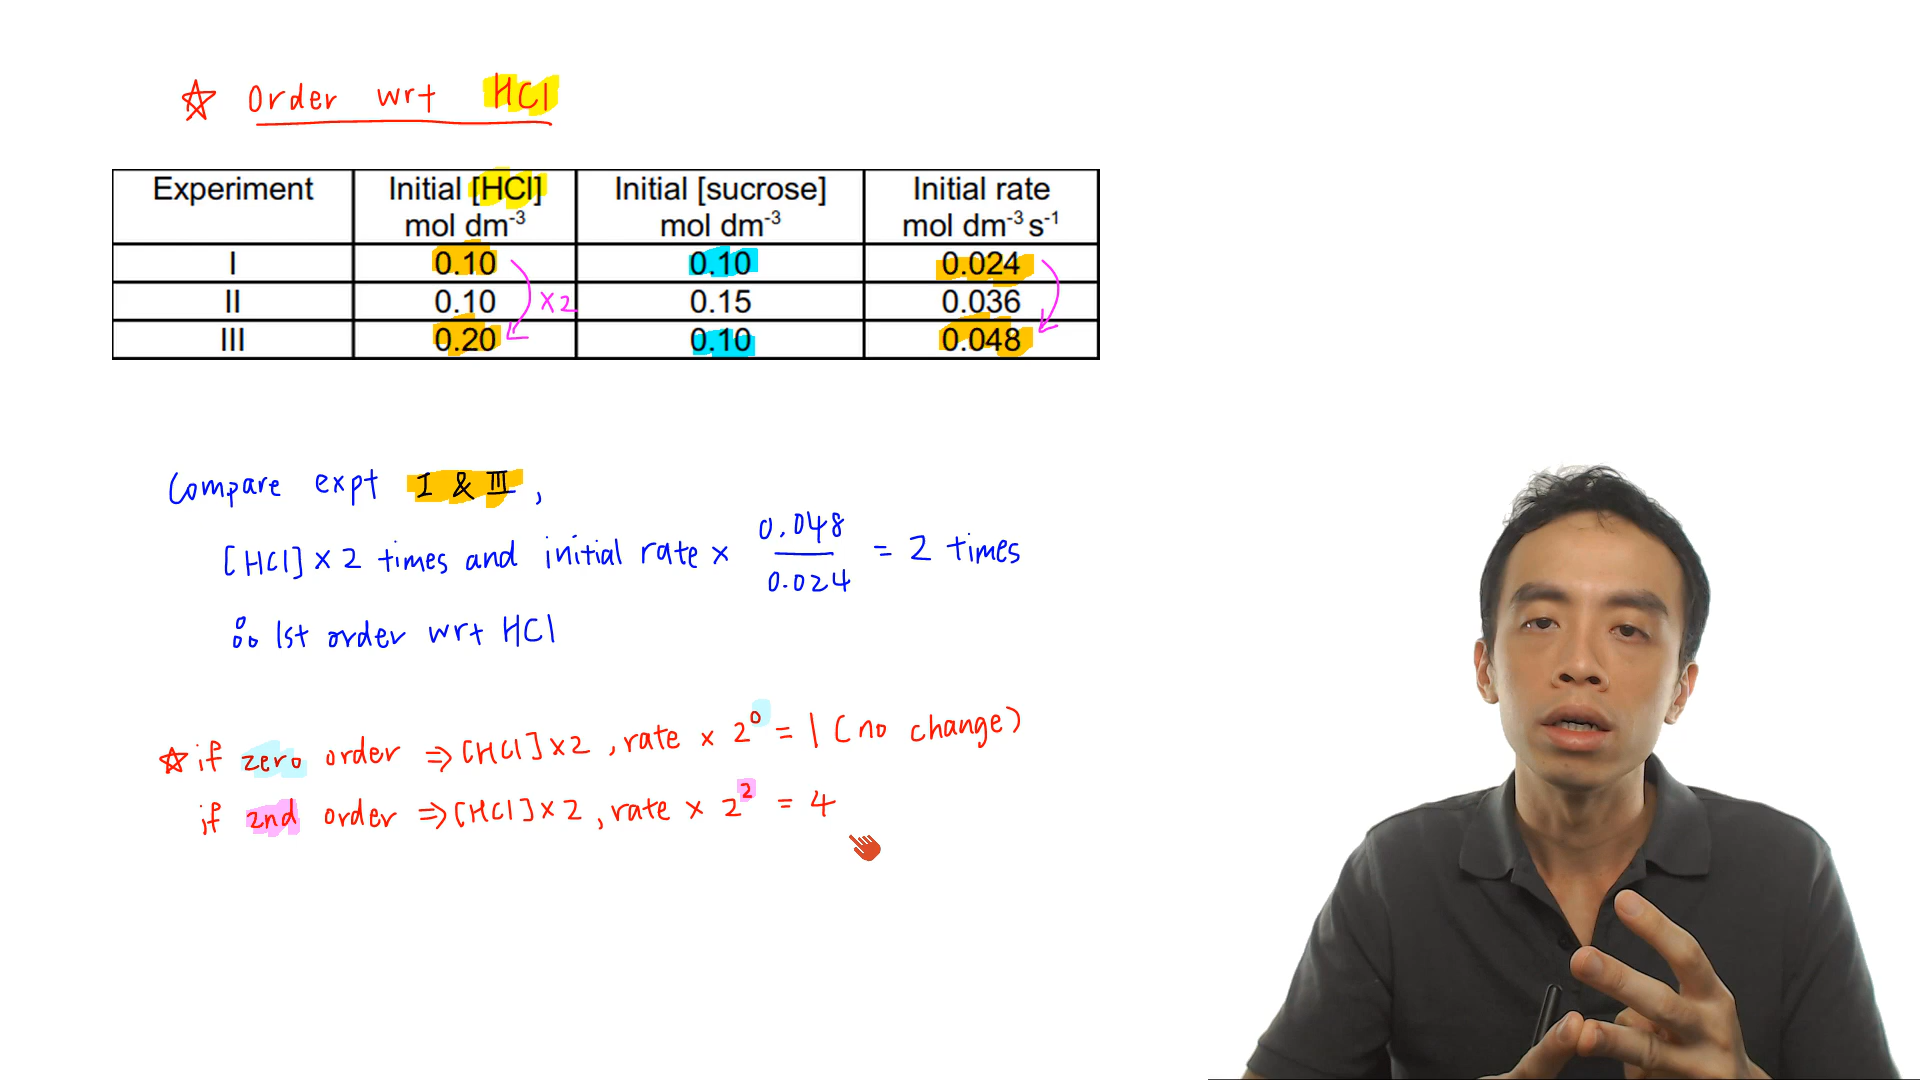 ☆ Order wrt HCl
Experiment Initial [HCl] mol dm⁻³ Initial [sucrose] mol dm⁻³ Initial rate mol dm⁻³ s⁻¹
I 0.10 0.10 0.024
II 0.10 ×2 0.15 0.036
III 0.20 0.10 0.048
Compare expt I & III,
[HCl] × 2 times and initial rate × 0.048/0.024 = 2 times
∴ 1st order wrt HCl
☆ if zero order ⇒ [HCl] × 2, rate × 2⁰ = 1 (no change)
if 2nd order ⇒ [HCl] × 2, rate × 2² = 4